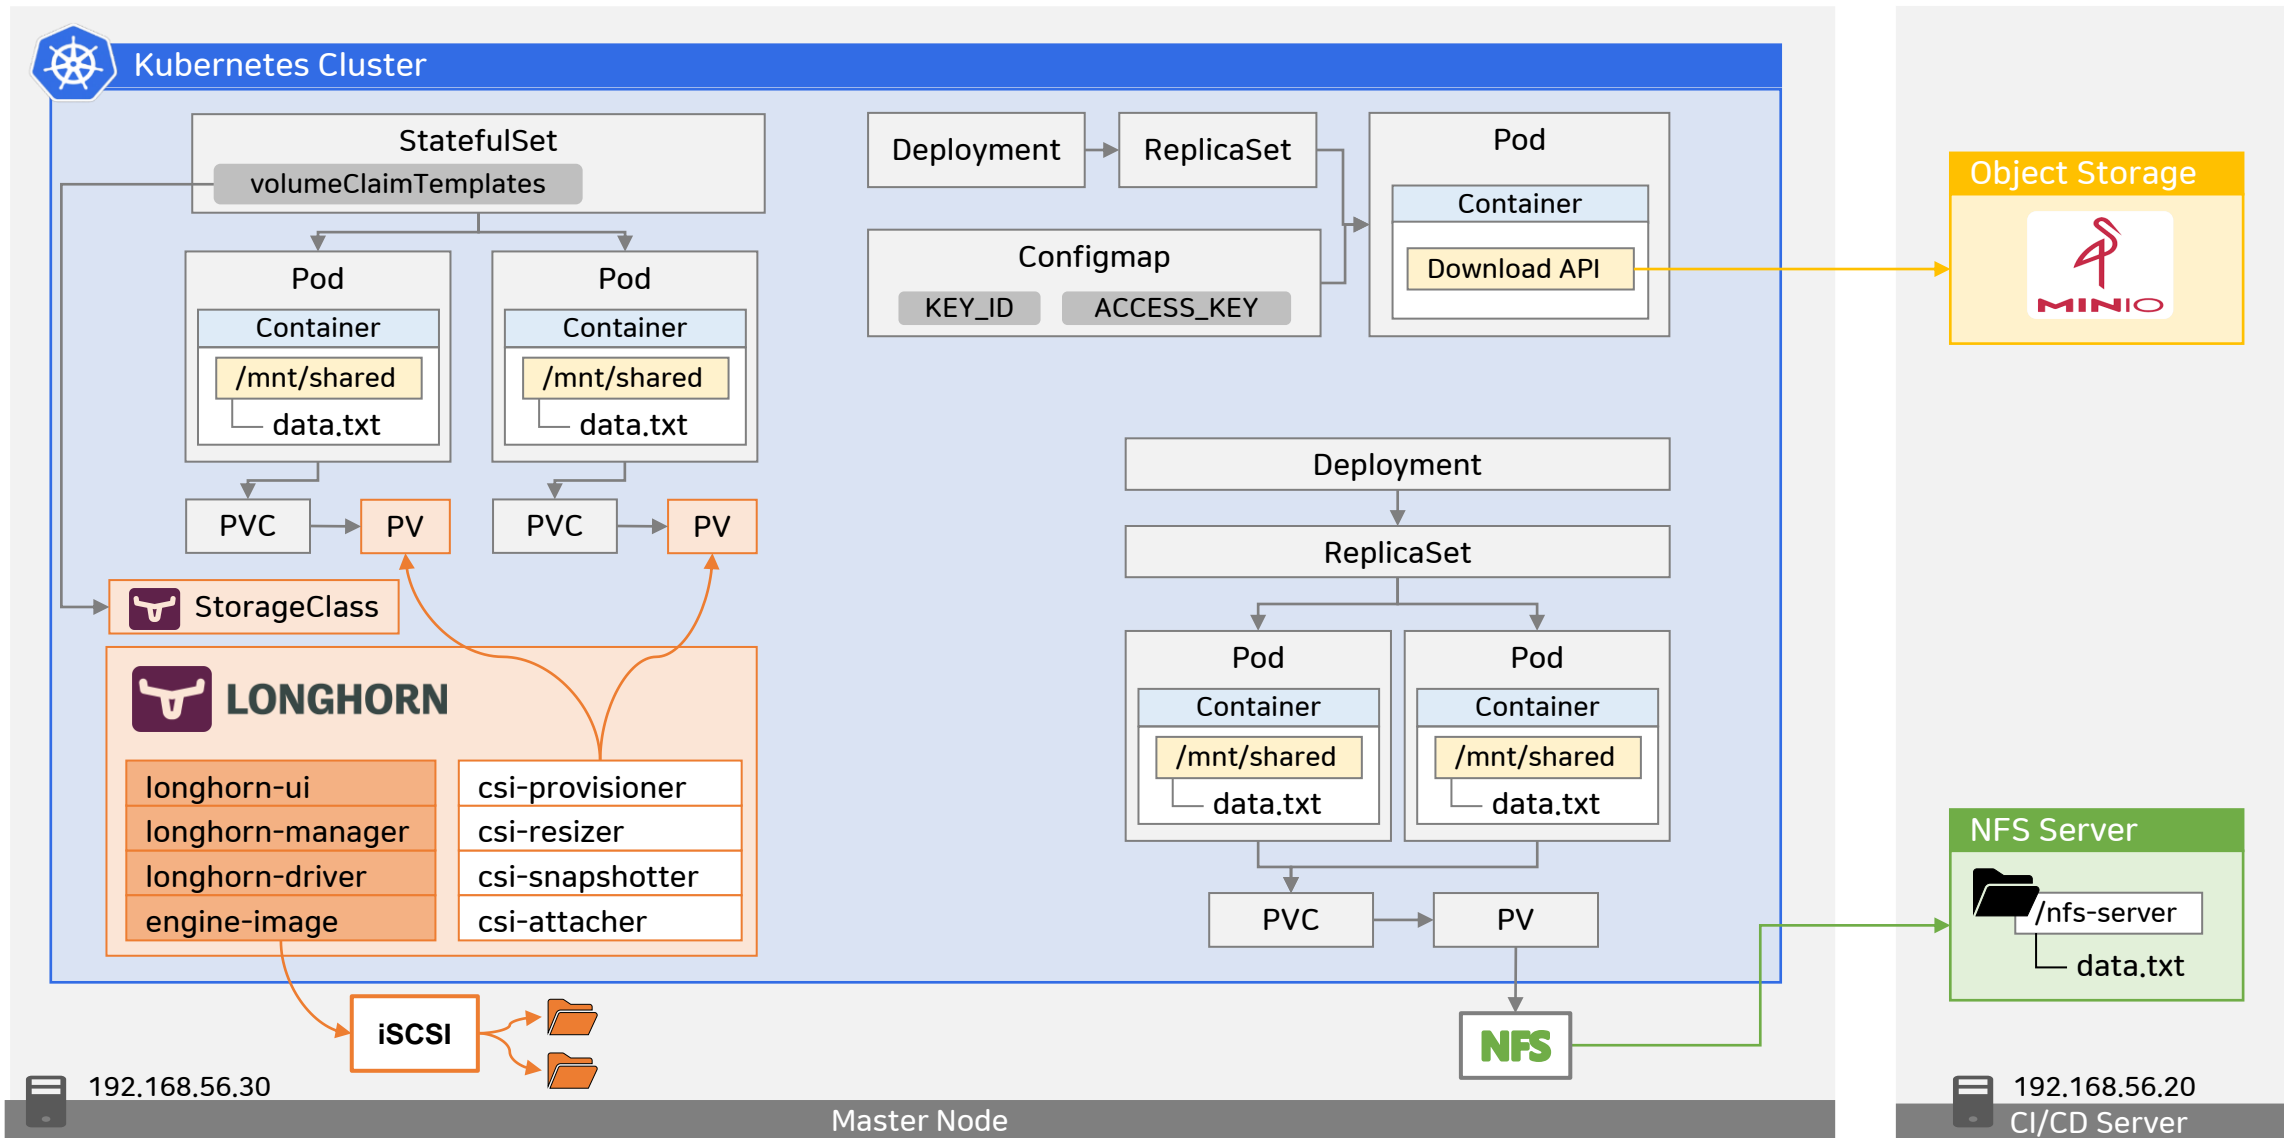 Kubernetes Cluster
StatefulSet
volumeClaimTemplates
Pod
Container
/mnt/shared
data.txt
PVC
PV
Pod
Container
/mnt/shared
data.txt
PVC
PV
StorageClass
LONGHORN
longhorn-ui
longhorn-manager
longhorn-driver
engine-image
csi-provisioner
csi-resizer
csi-snapshotter
csi-attacher
iSCSI
Deployment
ReplicaSet
Configmap
KEY_ID
ACCESS_KEY
Pod
Container
Download API
Deployment
ReplicaSet
Pod
Container
/mnt/shared
data.txt
Pod
Container
/mnt/shared
data.txt
PVC
PV
NFS
192.168.56.30
Master Node
Object Storage
MINIO
NFS Server
/nfs-server
data.txt
192.168.56.20
CI/CD Server